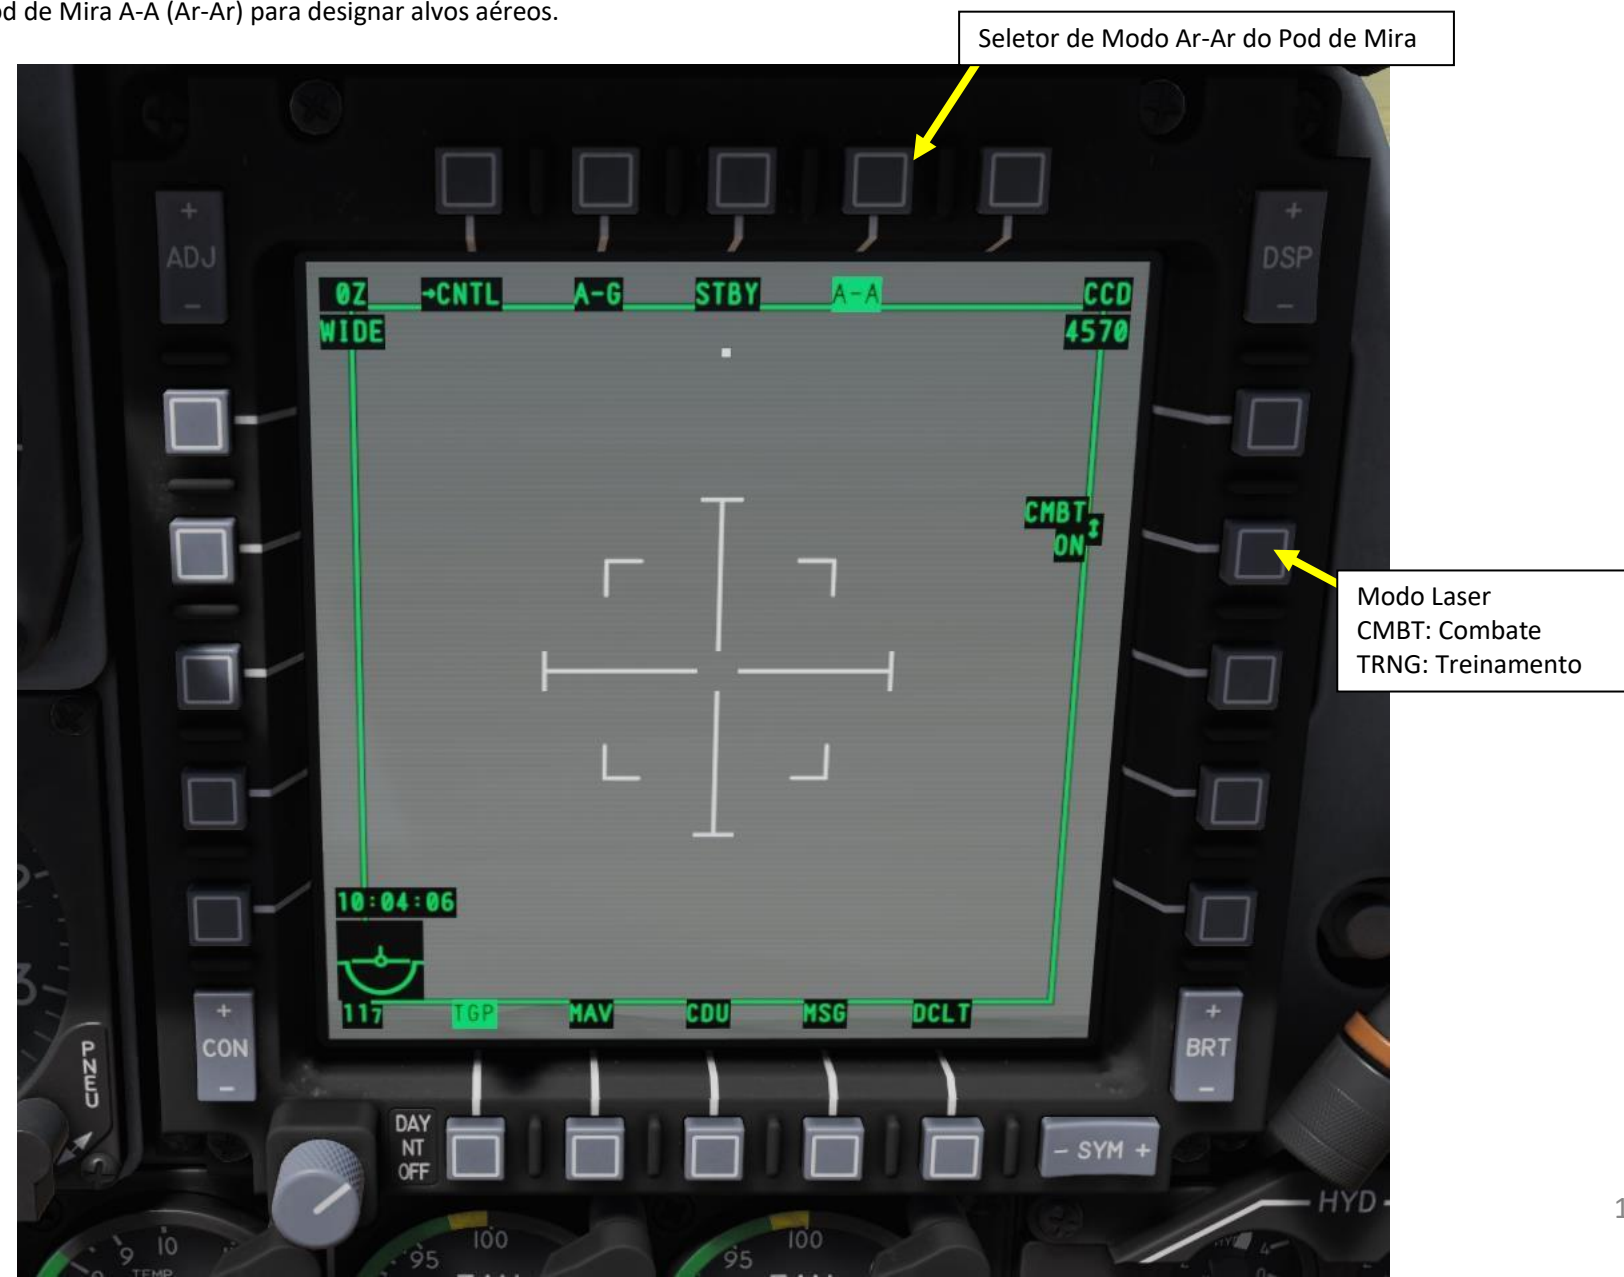 de Mira A-A (Ar-Ar) para designar alvos aéreos.
Seletor de Modo Ar-Ar do Pod de Mira
+
ADJ
-
+
DSP
-
0Z →CNTL A-G STBY A-A CCD
WIDE 4570
CMBT
ON
Modo Laser
CMBT: Combate
TRNG: Treinamento
10:04:06
117 TGP MAV CDU MSG DCLT
+
CON
-
+
BRT
-
PNEU
DAY
NT
OFF
- SYM +
HYD
9 10
TEMP
95 100
95 100
3
1